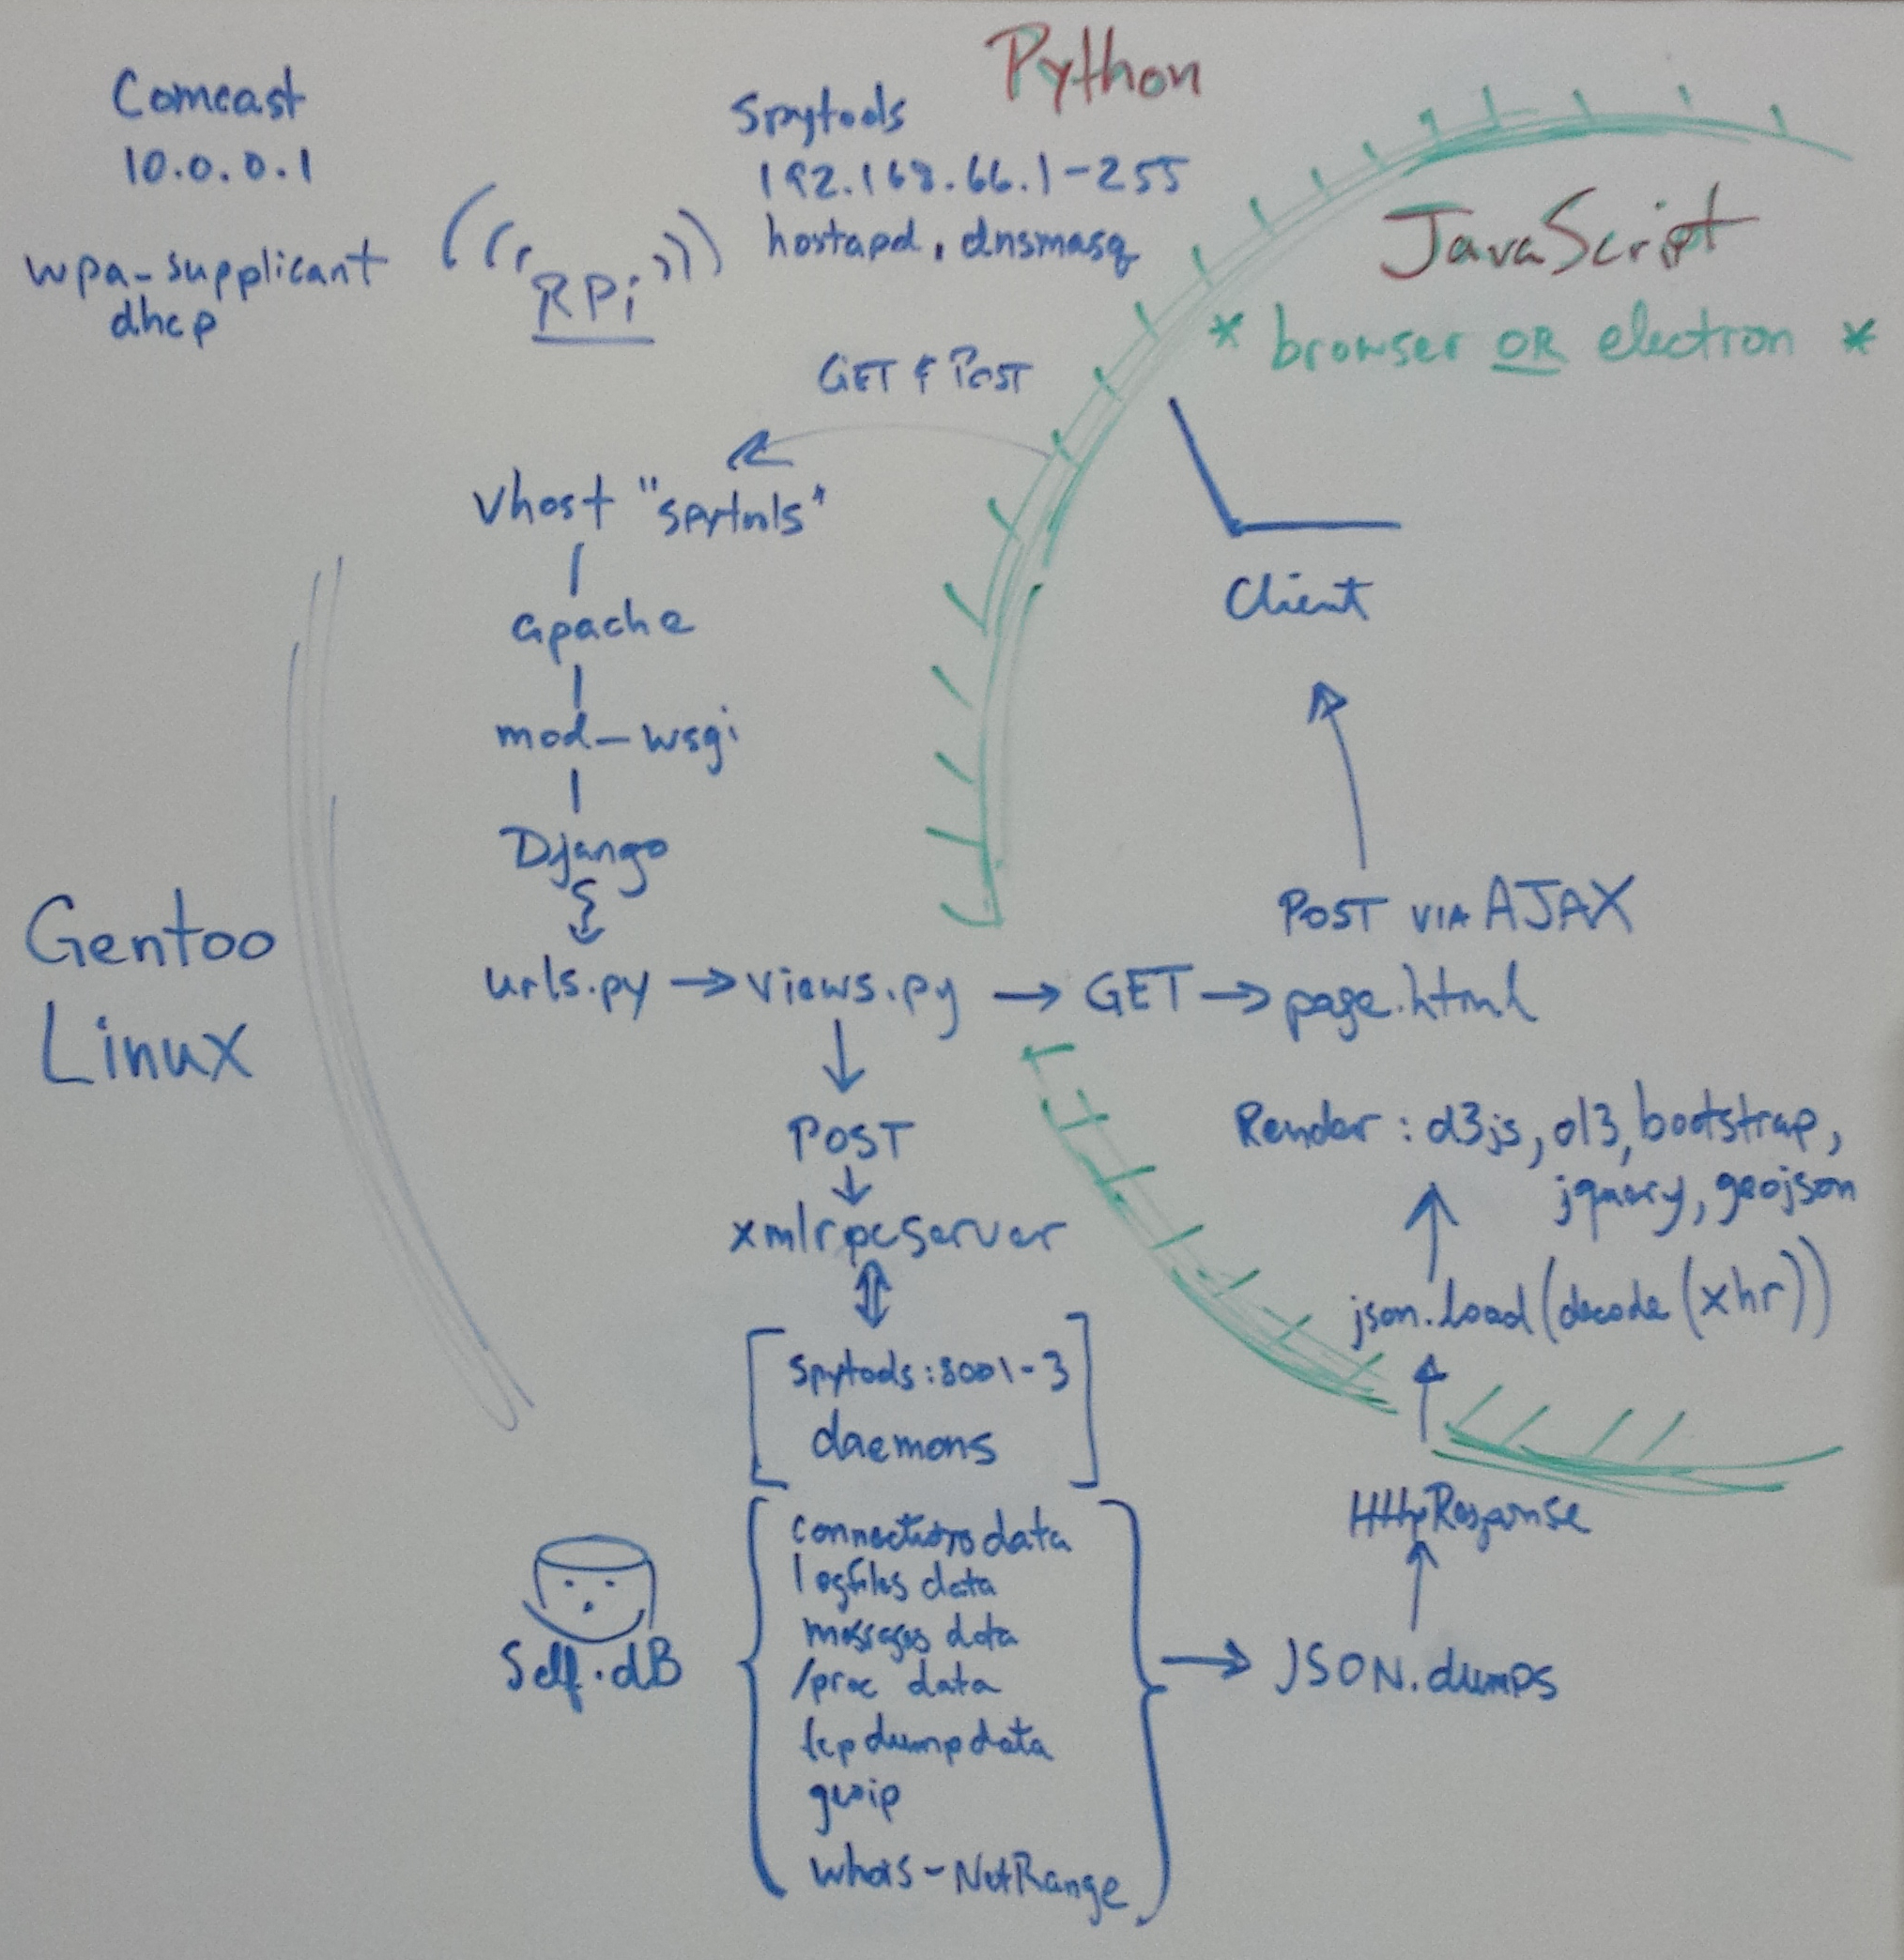 Python
Comcast
10.0.0.1
wpa-supplicant
dhcp
RPi
Spytools
192.168.66.1-255
hostapd, dnsmasq
JavaScript
* browser OR electron *
GET & POST
Vhost "spytools"
apache
mod-wsgi
Django
Client
Gentoo
Linux
POST VIA AJAX
urls.py → views.py → GET → page.html
POST
xmlrpcserver
Render: d3js, ol3, bootstrap,
jquery, geojson
json.load(decode(xhr))
Spytools:8001-3
daemons
HttpResponse
connections data
logfiles data
messages data
/proc data
tcpdump data
geoip
whois-NetRange
Self.dB
JSON.dumps